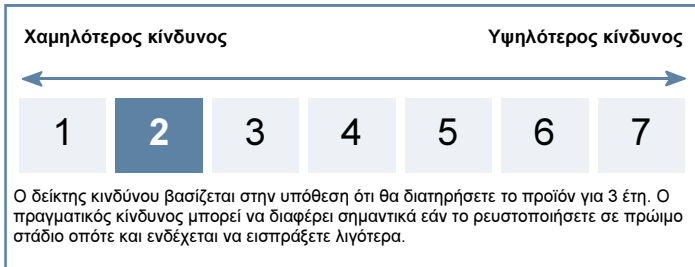 Χαμηλότερος κίνδυνος Υψηλότερος κίνδυνος
1 2 3 4 5 6 7
Ο δείκτης κινδύνου βασίζεται στην υπόθεση ότι θα διατηρήσετε το προϊόν για 3 έτη. Ο
πραγματικός κίνδυνος μπορεί να διαφέρει σημαντικά εάν το ρευστοποιήσετε σε πρώιμο
στάδιο οπότε και ενδέχεται να εισπράξετε λιγότερα.